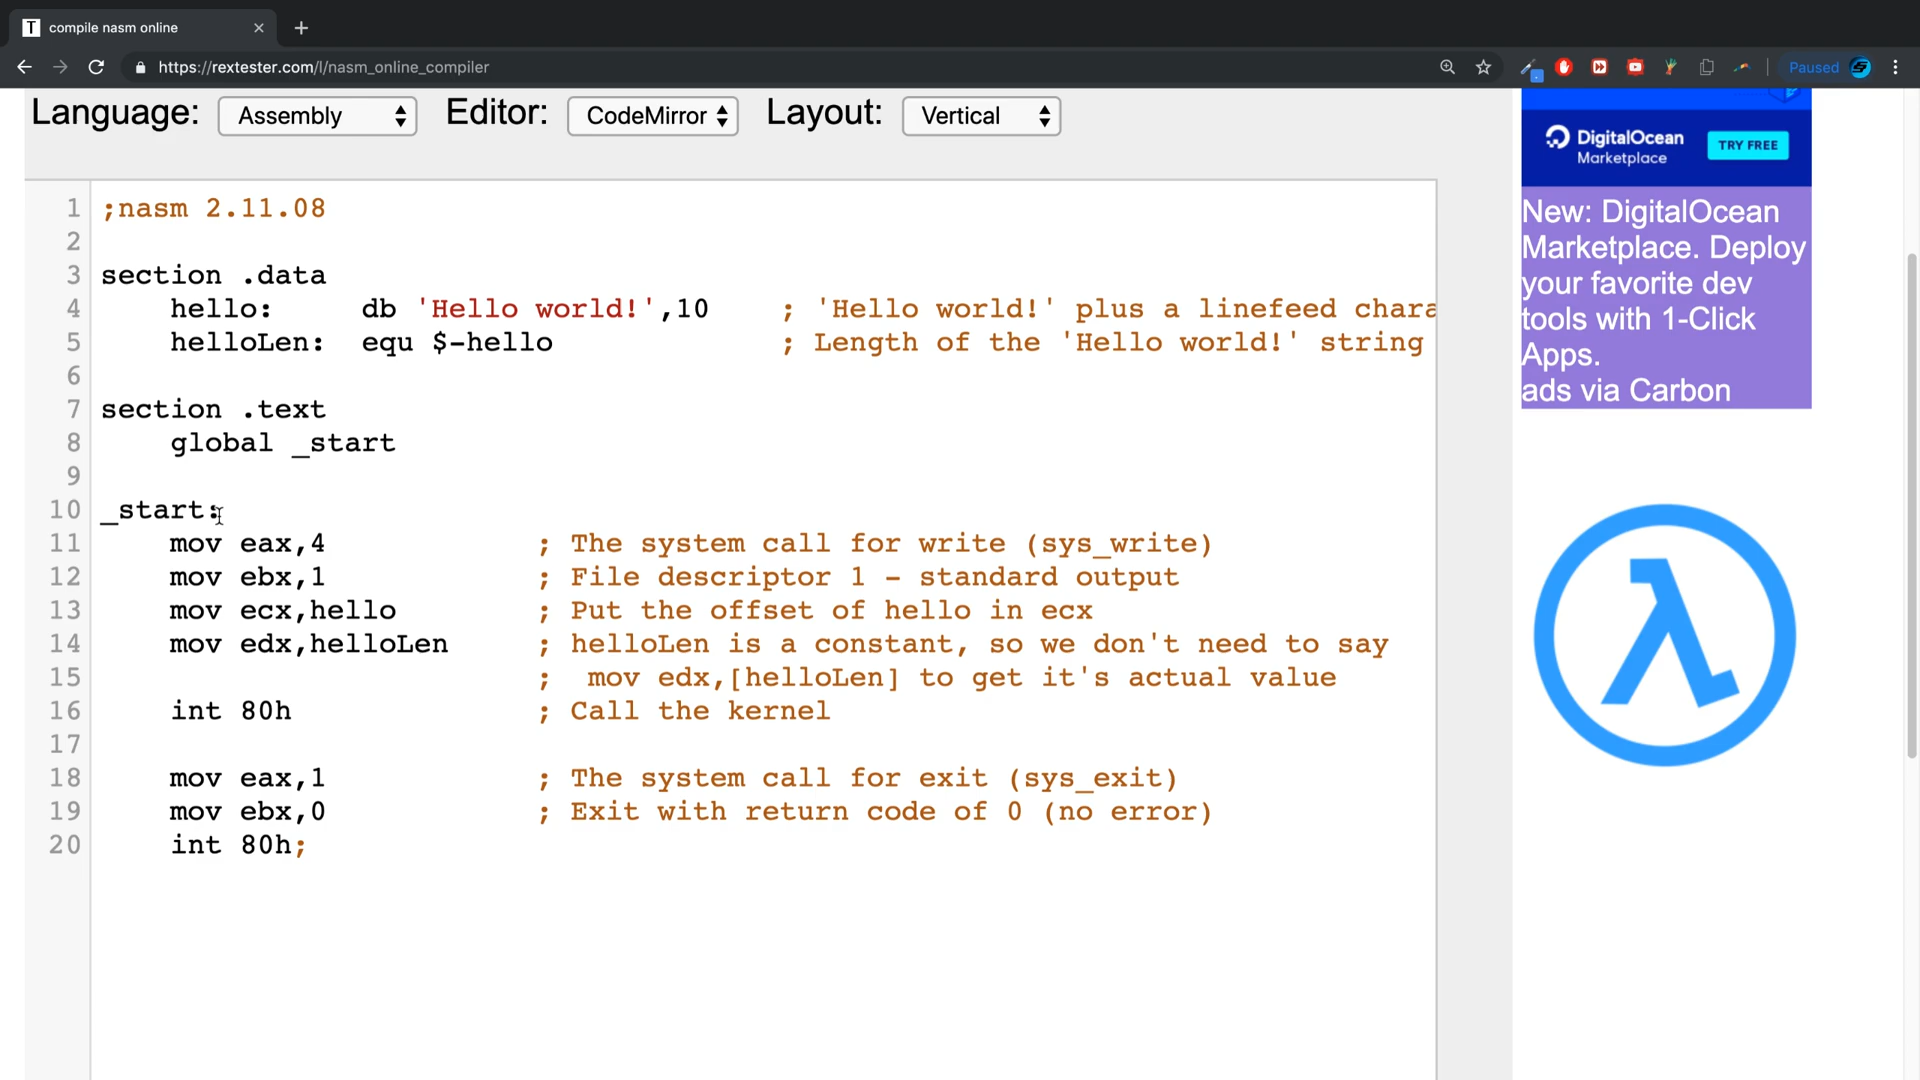 compile nasm online
https://rextester.com/l/nasm_online_compiler
Paused
Language: Assembly Editor: CodeMirror Layout: Vertical
DigitalOcean
Marketplace
TRY FREE
New: DigitalOcean
Marketplace. Deploy
your favorite dev
tools with 1-Click
Apps.
ads via Carbon
1 ;nasm 2.11.08
2
3 section .data
4 hello: db 'Hello world!',10 ; 'Hello world!' plus a linefeed chara
5 helloLen: equ $-hello ; Length of the 'Hello world!' string
6
7 section .text
8 global _start
9
10 _start:
11 mov eax,4 ; The system call for write (sys_write)
12 mov ebx,1 ; File descriptor 1 - standard output
13 mov ecx,hello ; Put the offset of hello in ecx
14 mov edx,helloLen ; helloLen is a constant, so we don't need to say
15 ; mov edx,[helloLen] to get it's actual value
16 int 80h ; Call the kernel
17
18 mov eax,1 ; The system call for exit (sys_exit)
19 mov ebx,0 ; Exit with return code of 0 (no error)
20 int 80h;